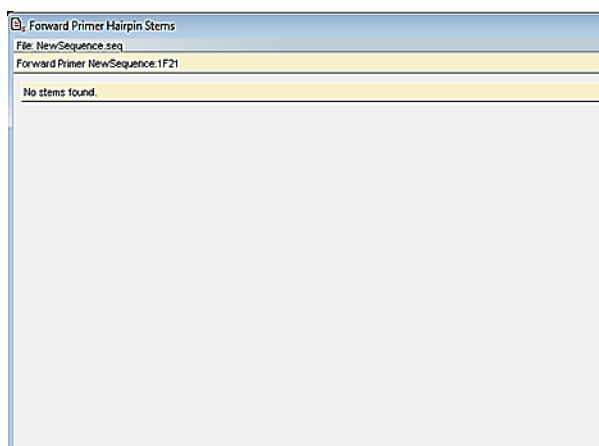 Forward Primer Hairpin Stems
File: NewSequence.seq
Forward Primer NewSequence:1F21
No stems found.